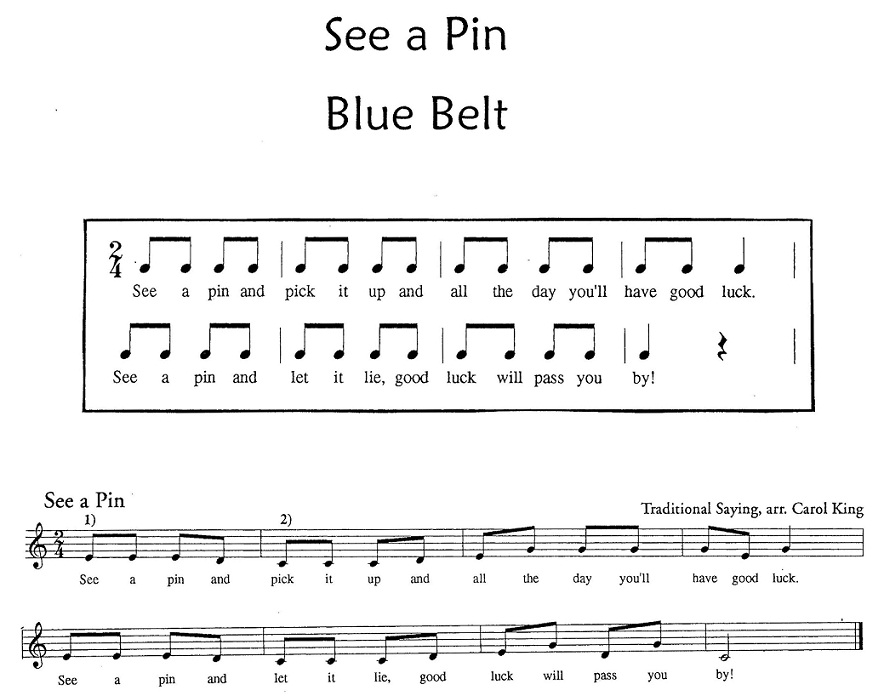 See a Pin
Blue Belt
2
4
See a pin and pick it up and all the day you'll have good luck.
See a pin and let it lie, good luck will pass you by!
See a Pin
Traditional Saying, arr. Carol King
1) 2)
2
4
See a pin and pick it up and all the day you'll have good luck.
See a pin and let it lie, good luck will pass you by!